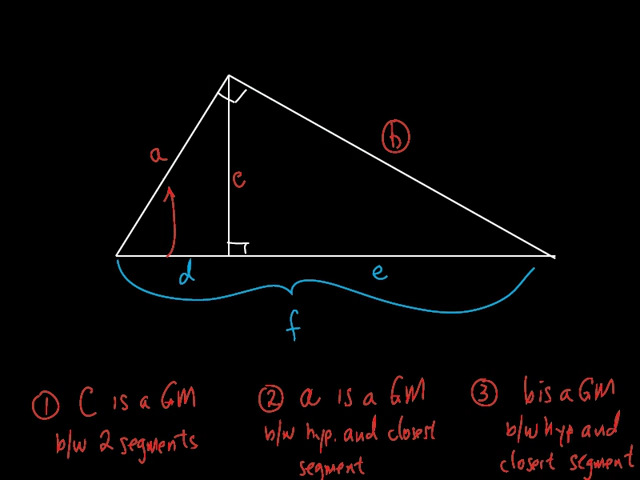 a
b
c
d
e
f
① C is a GM
b/w 2 segments
② a is a GM
b/w hyp. and closest
segment
③ b is a GM
b/w hyp and
closest segment